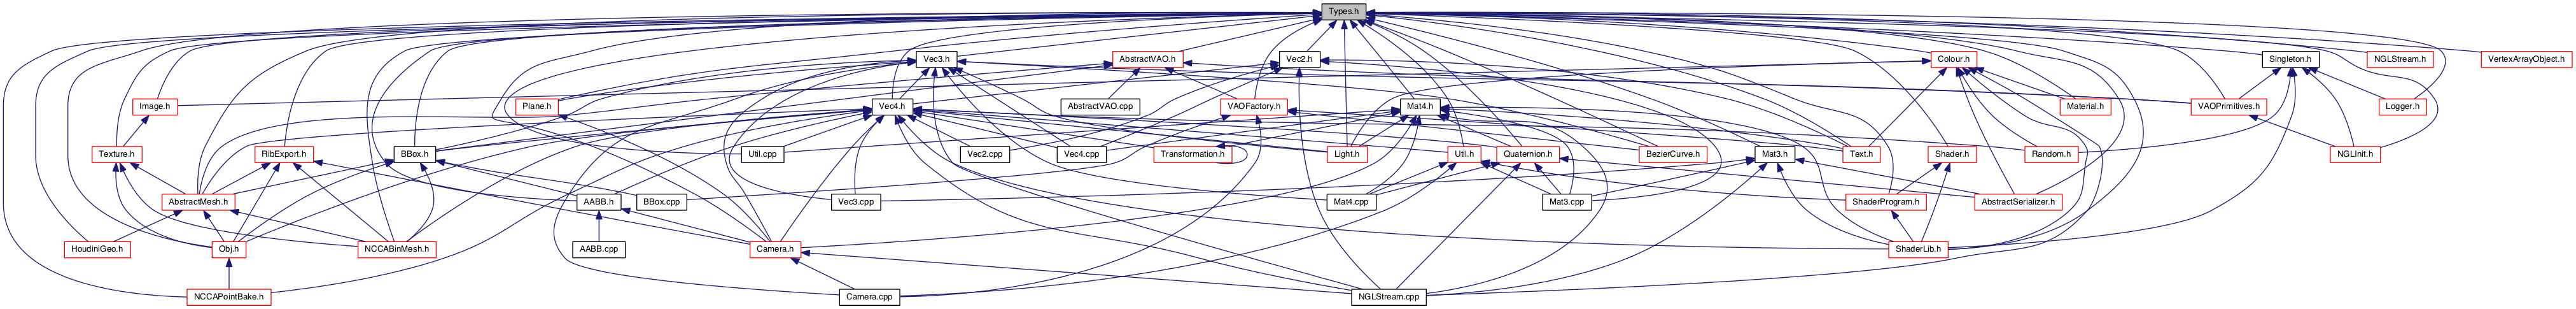 Types.h
Vec3.h
AbstractVAO.h
Vec2.h
Colour.h
Singleton.h
NGLStream.h
VertexArrayObject.h
Image.h
Plane.h
Vec4.h
AbstractVAO.cpp
VAOFactory.h
Mat4.h
Material.h
VAOPrimitives.h
Logger.h
Texture.h
RibExport.h
BBox.h
Util.cpp
Vec2.cpp
Vec4.cpp
Transformation.h
Light.h
Util.h
Quaternion.h
BezierCurve.h
Mat3.h
Text.h
Shader.h
Random.h
NGLInit.h
AbstractMesh.h
AABB.h
BBox.cpp
Vec3.cpp
Mat4.cpp
Mat3.cpp
ShaderProgram.h
AbstractSerializer.h
HoudiniGeo.h
Obj.h
NCCABinMesh.h
AABB.cpp
Camera.h
ShaderLib.h
NCCAPointBake.h
Camera.cpp
NGLStream.cpp